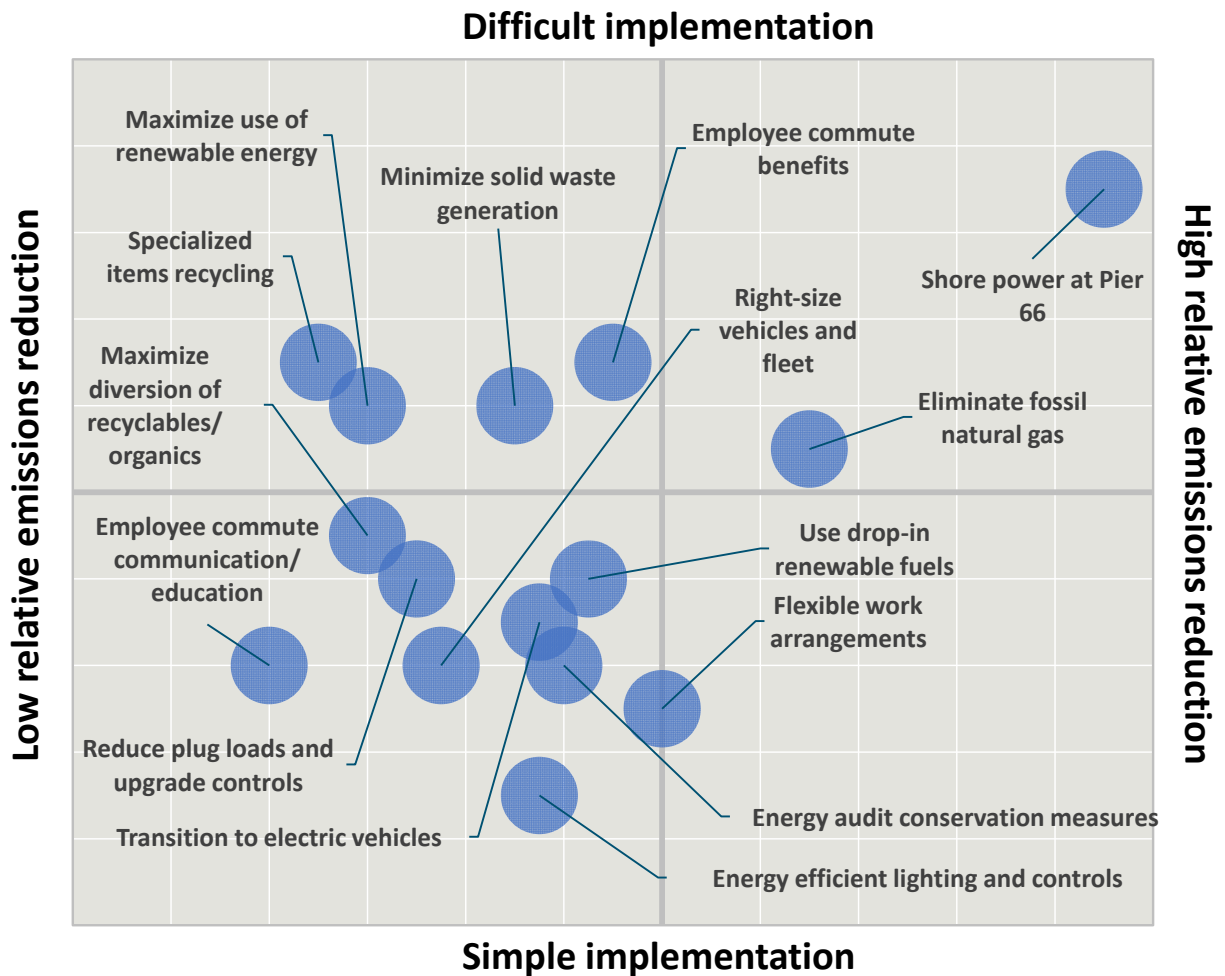 Difficult implementation
Maximize use of
renewable energy
Employee commute
benefits
Minimize solid waste
generation
Specialized
items recycling
Shore power at Pier
66
Right-size
vehicles and
fleet
Maximize
diversion of
recyclables/
organics
Eliminate fossil
natural gas
Low relative emissions reduction
High relative emissions reduction
Employee commute
communication/
education
Use drop-in
renewable fuels
Flexible work
arrangements
Reduce plug loads and
upgrade controls
Transition to electric vehicles
Energy audit conservation measures
Energy efficient lighting and controls
Simple implementation